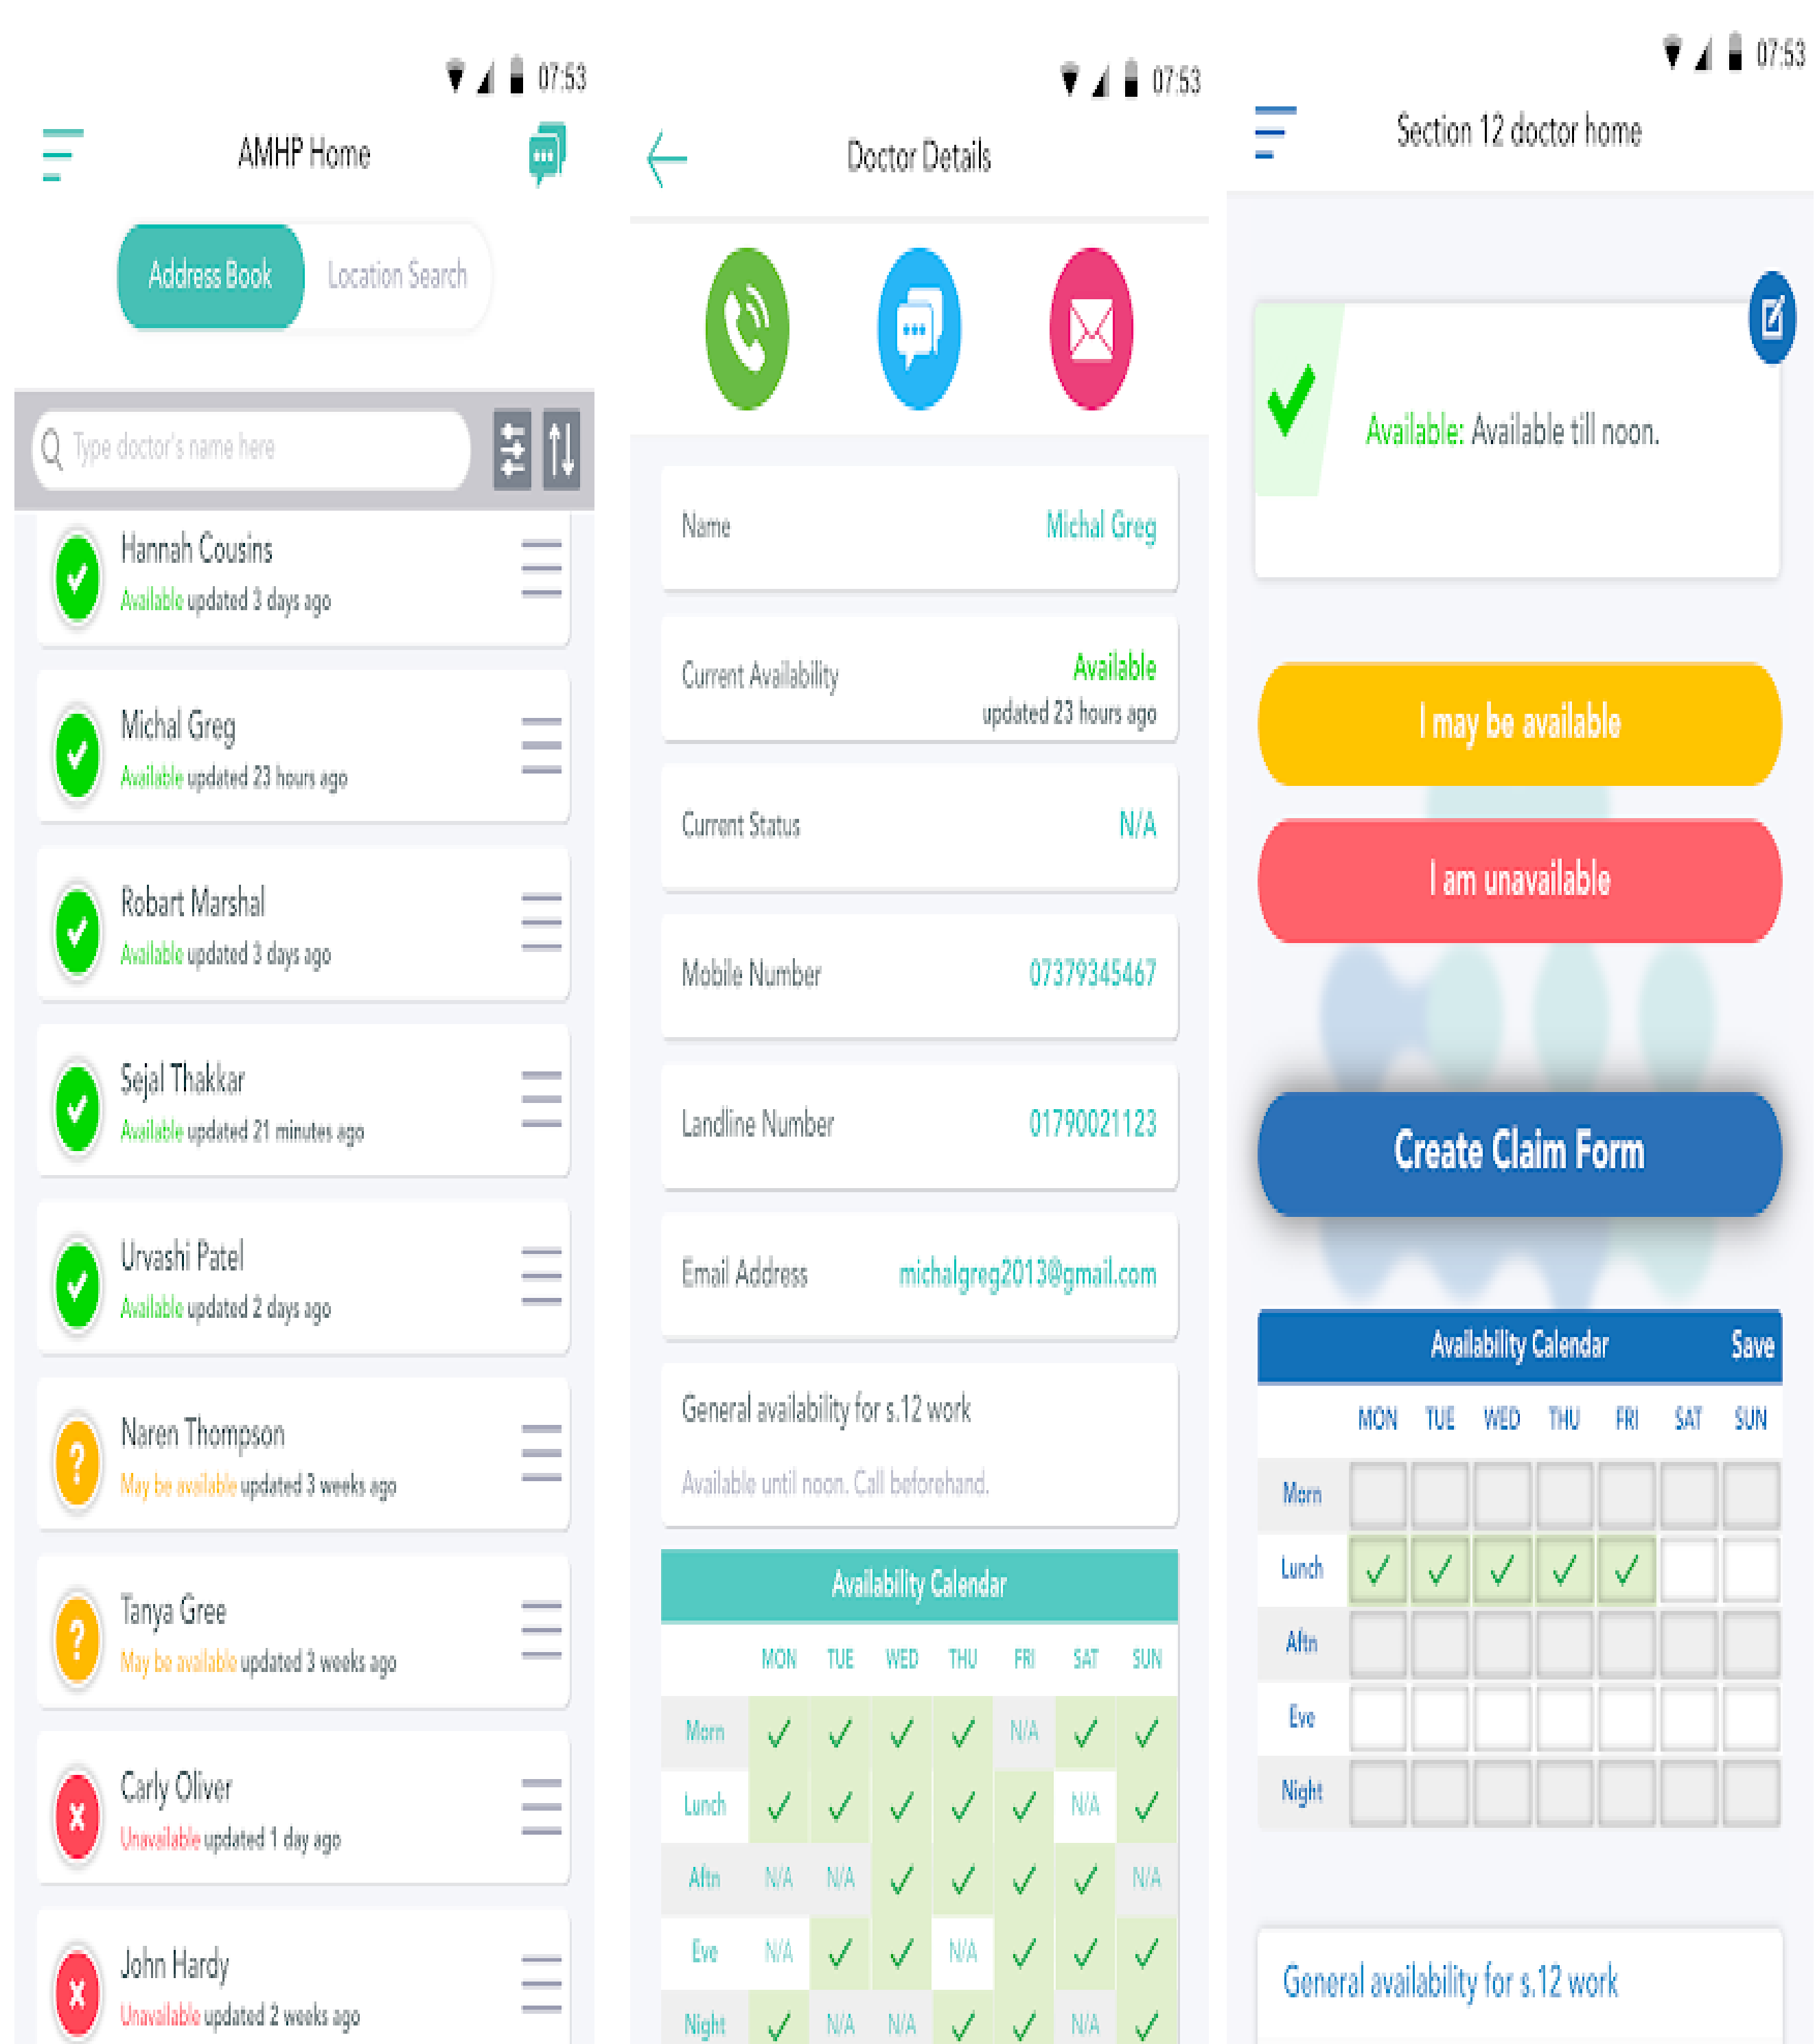 07:53
AMHP Home
Address Book Location Search
Type doctor's name here
Hannah Cousins
Available updated 3 days ago
Michal Greg
Available updated 23 hours ago
Robart Marshal
Available updated 3 days ago
Sejal Thakkar
Available updated 21 minutes ago
Urvashi Patel
Available updated 2 days ago
Naren Thompson
May be available updated 3 weeks ago
Tanya Gree
May be available updated 3 weeks ago
Carly Oliver
Unavailable updated 1 day ago
John Hardy
Unavailable updated 2 weeks ago
07:53
Doctor Details
Name Michal Greg
Current Availability Available
updated 23 hours ago
Current Status N/A
Mobile Number 07379345467
Landline Number 01790021123
Email Address michalgreg2013@gmail.com
General availability for s.12 work
Available until noon. Call beforehand.
Availability Calendar
MON TUE WED THU FRI SAT SUN
Morn N/A
Lunch N/A
Aftn N/A N/A N/A
Eve N/A N/A
Night N/A N/A N/A
07:53
Section 12 doctor home
Available: Available till noon.
I may be available
I am unavailable
Create Claim Form
Availability Calendar Save
MON TUE WED THU FRI SAT SUN
Morn
Lunch
Aftn
Eve
Night
General availability for s.12 work